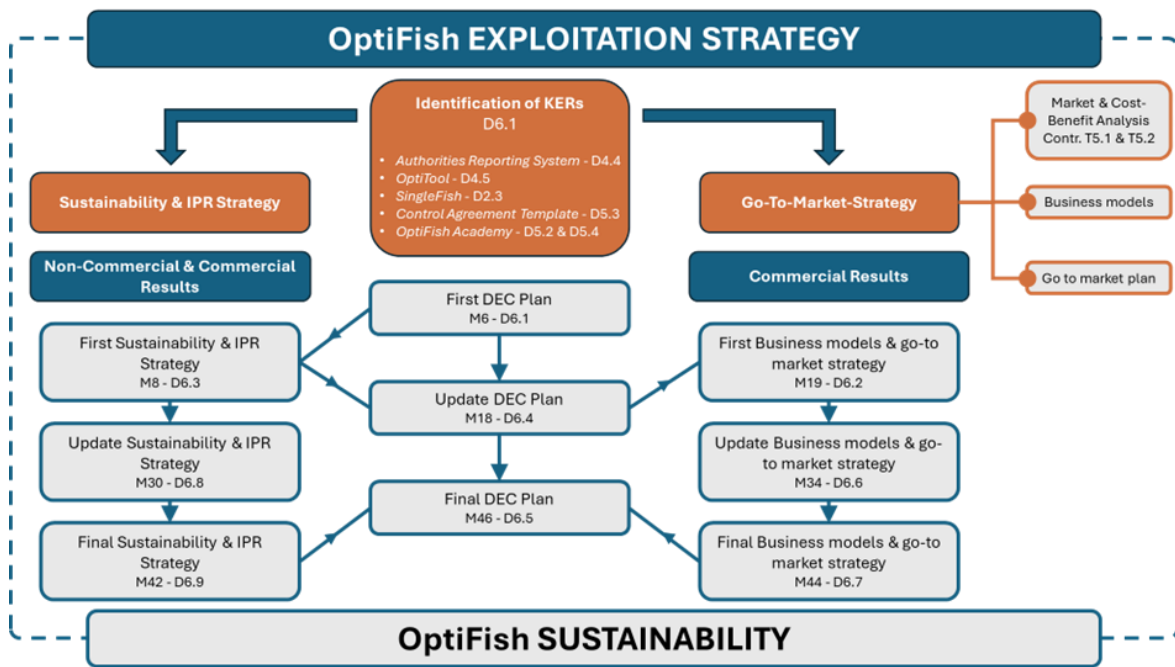 OptiFish EXPLOITATION STRATEGY
Identification of KERs
D6.1
• Authorities Reporting System - D4.4
• OptiTool - D4.5
• SingleFish - D2.3
• Control Agreement Template - D5.3
• OptiFish Academy - D5.2 & D5.4
Market & Cost-
Benefit Analysis
Contr. T5.1 & T5.2
Sustainability & IPR Strategy
Go-To-Market-Strategy
Business models
Go to market plan
Non-Commercial & Commercial
Results
Commercial Results
First DEC Plan
M6 - D6.1
First Sustainability & IPR
Strategy
M8 - D6.3
First Business models & go-to
market strategy
M19 - D6.2
Update DEC Plan
M18 - D6.4
Update Sustainability & IPR
Strategy
M30 - D6.8
Update Business models & go-
to market strategy
M34 - D6.6
Final DEC Plan
M46 - D6.5
Final Sustainability & IPR
Strategy
M42 - D6.9
Final Business models & go-to
market strategy
M44 - D6.7
OptiFish SUSTAINABILITY